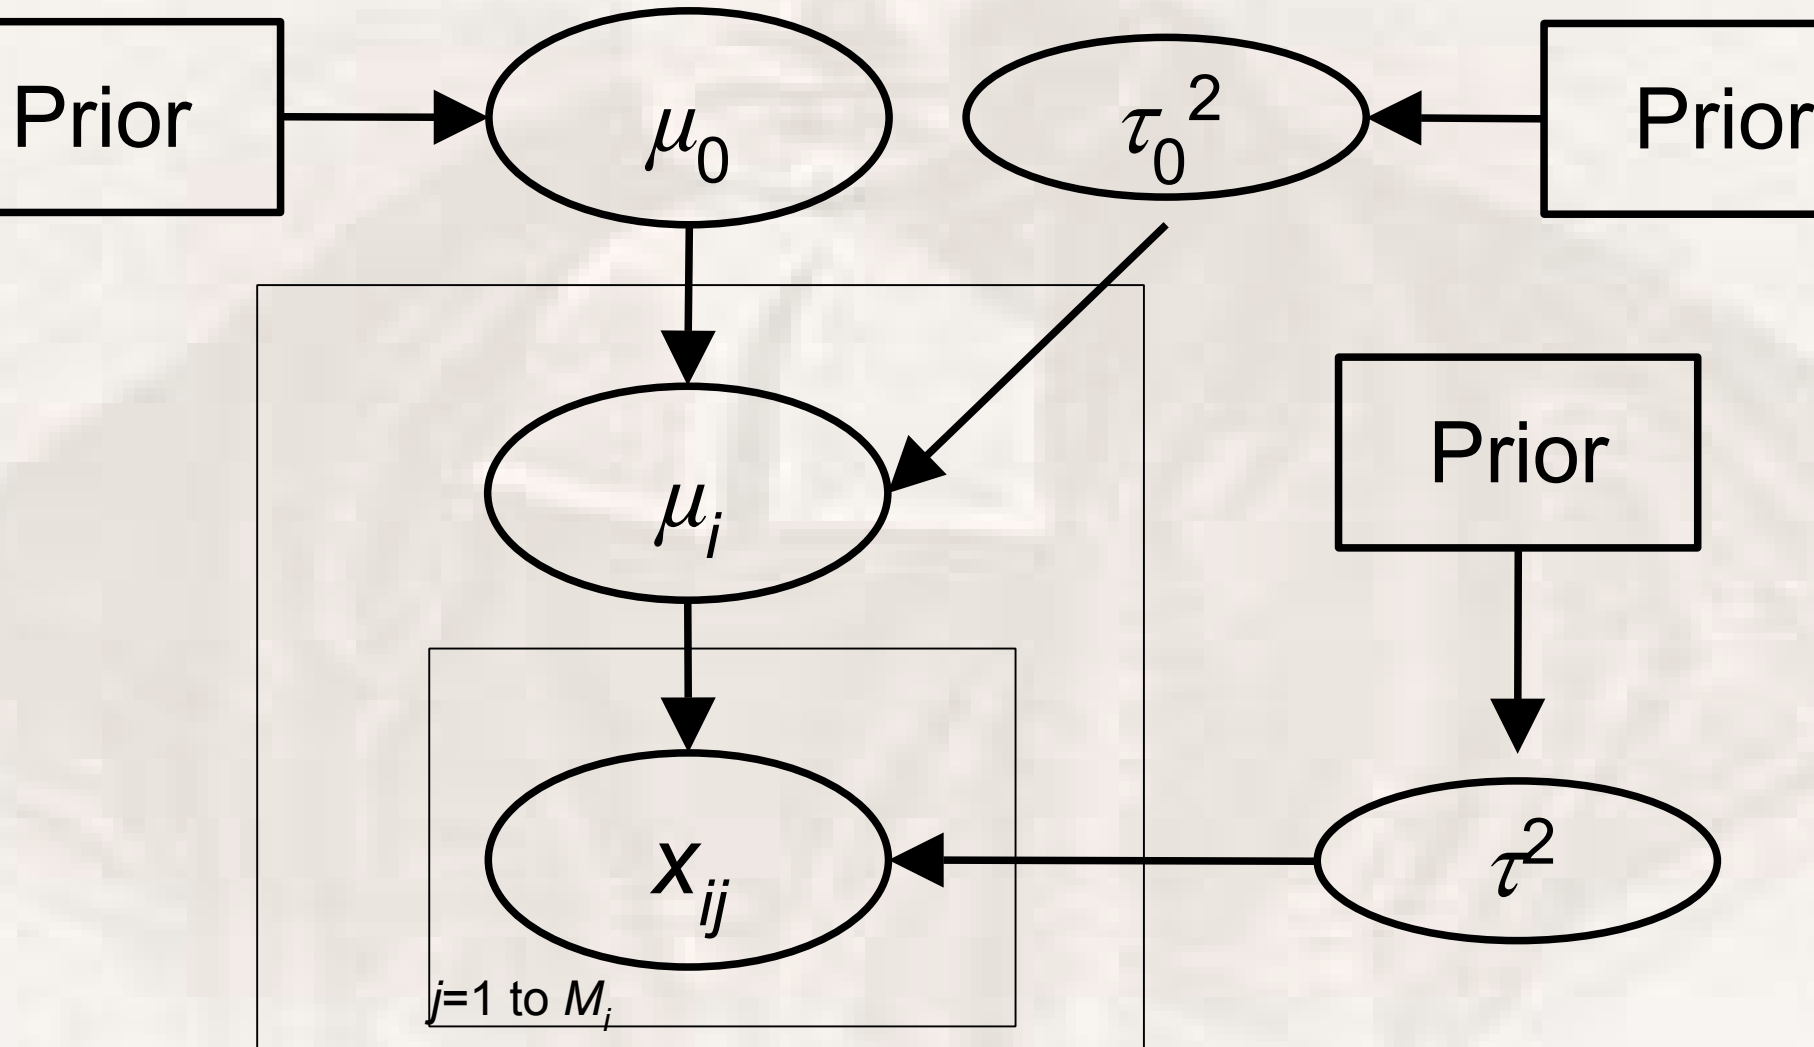 Prior
μ₀
τ₀²
Prior
μᵢ
Prior
xᵢⱼ
τ²
j=1 to Mᵢ